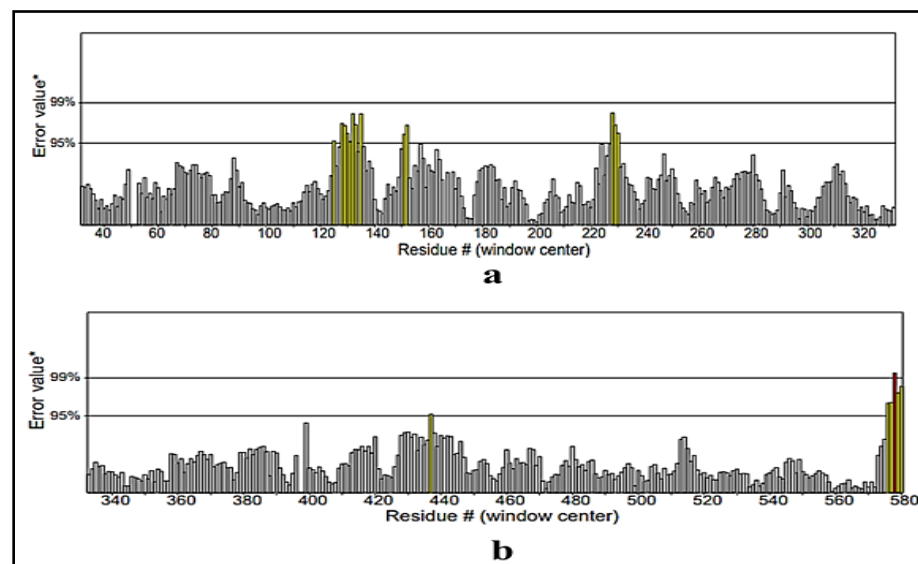 99%
95%
Error value*
40 60 80 100 120 140 160 180 200 220 240 260 280 300 320
Residue # (window center)
a
99%
95%
Error value*
340 360 380 400 420 440 460 480 500 520 540 560 580
Residue # (window center)
b